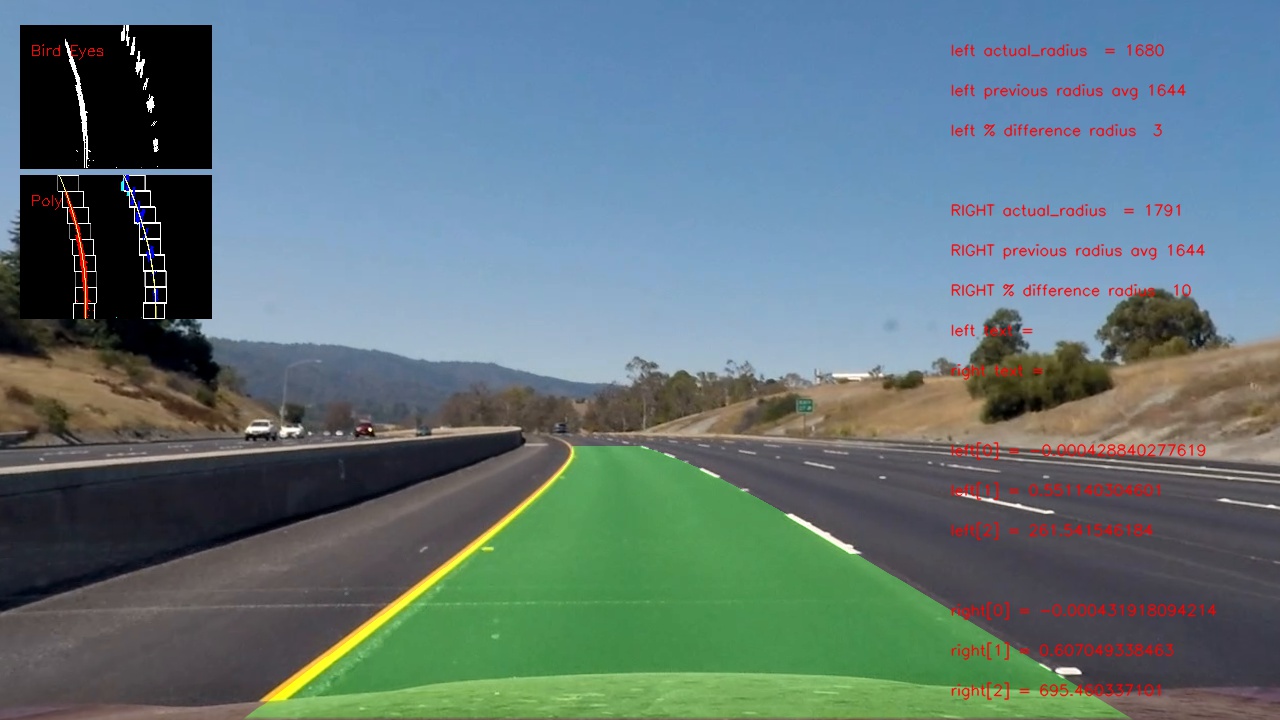 Bird Eyes
Poly
left actual_radius = 1680
left previous radius avg 1644
left % difference radius 3
RIGHT actual_radius = 1791
RIGHT previous radius avg 1644
RIGHT % difference radius 10
left text =
right text =
left[0] = -0.000428840277619
left[1] = 0.551140304601
left[2] = 261.541546184
right[0] = -0.000431918094214
right[1] = 0.607049338463
right[2] = 695.460337101